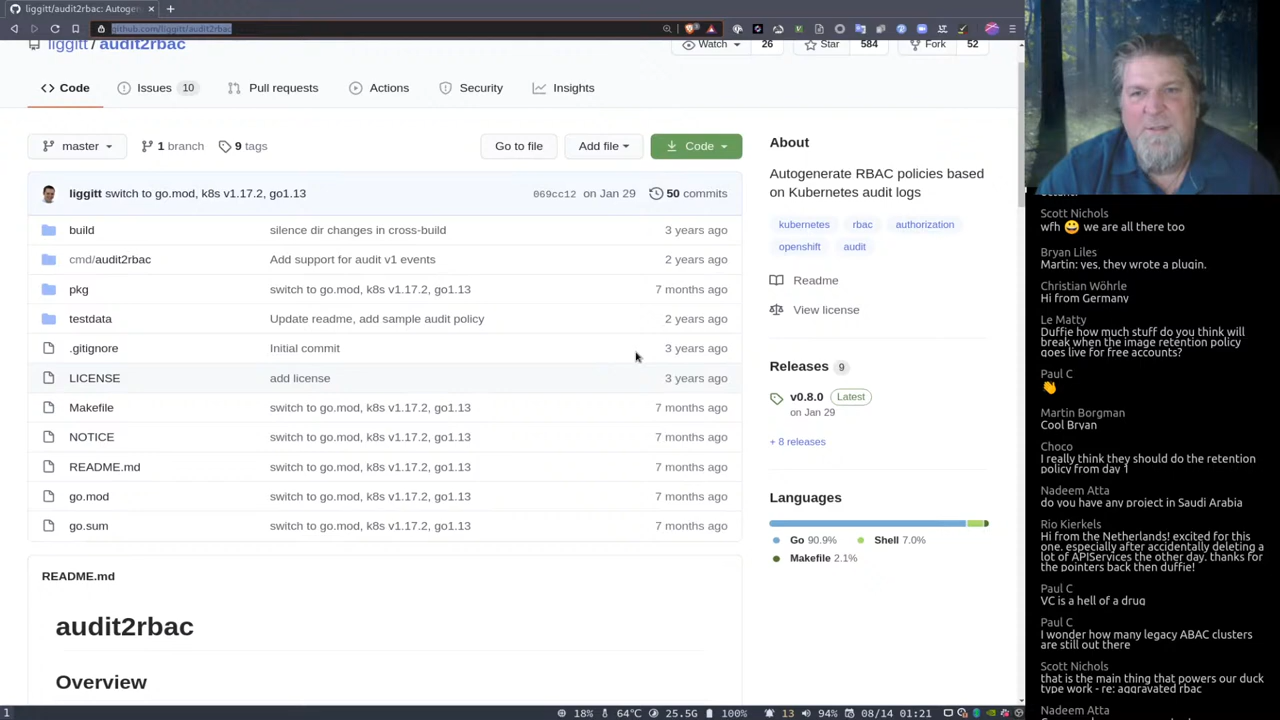 liggitt/audit2rbac: Autogen
github.com/liggitt/audit2rbac
liggitt / audit2rbac
Watch 26
Star 584
Fork 52
Code
Issues 10
Pull requests
Actions
Security
Insights
master
1 branch
9 tags
Go to file
Add file
Code
liggitt switch to go.mod, k8s v1.17.2, go1.13 069cc12 on Jan 29 50 commits
build silence dir changes in cross-build 3 years ago
cmd/audit2rbac Add support for audit v1 events 2 years ago
pkg switch to go.mod, k8s v1.17.2, go1.13 7 months ago
testdata Update readme, add sample audit policy 2 years ago
.gitignore Initial commit 3 years ago
LICENSE add license 3 years ago
Makefile switch to go.mod, k8s v1.17.2, go1.13 7 months ago
NOTICE switch to go.mod, k8s v1.17.2, go1.13 7 months ago
README.md switch to go.mod, k8s v1.17.2, go1.13 7 months ago
go.mod switch to go.mod, k8s v1.17.2, go1.13 7 months ago
go.sum switch to go.mod, k8s v1.17.2, go1.13 7 months ago
README.md
audit2rbac
Overview
About
Autogenerate RBAC policies based
on Kubernetes audit logs
kubernetes rbac authorization
openshift audit
Readme
View license
Releases 9
v0.8.0 Latest
on Jan 29
+ 8 releases
Languages
Go 90.9% Shell 7.0%
Makefile 2.1%
Scott Nichols
wfh 😀 we are all there too
Bryan Liles
Martin: yes, they wrote a plugin.
Christian Wöhrle
Hi from Germany
Le Matty
Duffie how much stuff do you think will
break when the image retention policy
goes live for free accounts?
Paul C
👏
Martin Borgman
Cool Bryan
Choco
I really think they should do the retention
policy from day 1
Nadeem Atta
do you have any project in Saudi Arabia
Rio Kierkels
Hi from the Netherlands! excited for this
one. especially after accidentally deleting a
lot of APIServices the other day. thanks for
the pointers back then duffie!
Paul C
VC is a hell of a drug
Paul C
I wonder how many legacy ABAC clusters
are still out there
Scott Nichols
that is the main thing that powers our duck
type work - re: aggravated rbac
Nadeem Atta
1 18% 64°C 25.5G 100% 13 94% 08/14 01:21